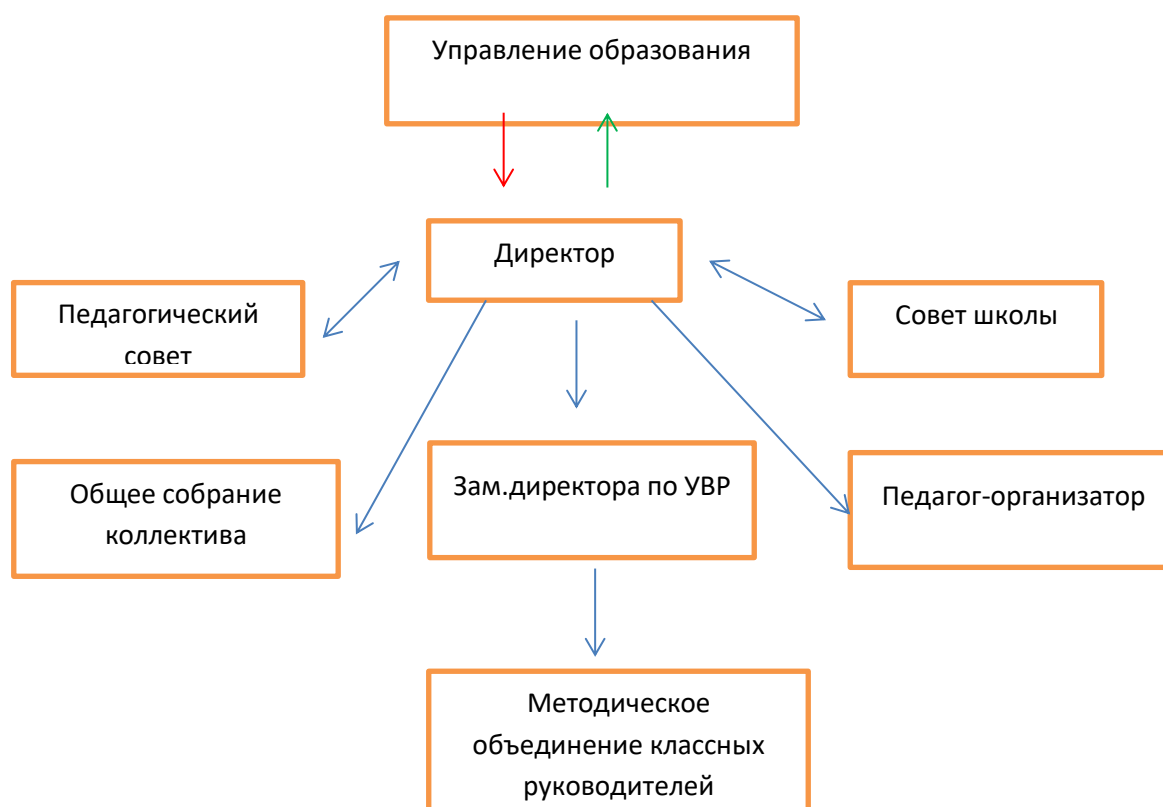 Управление образования
Директор
Педагогический
совет
Совет школы
Общее собрание
коллектива
Зам.директора по УВР
Педагог-организатор
Методическое
объединение классных
руководителей